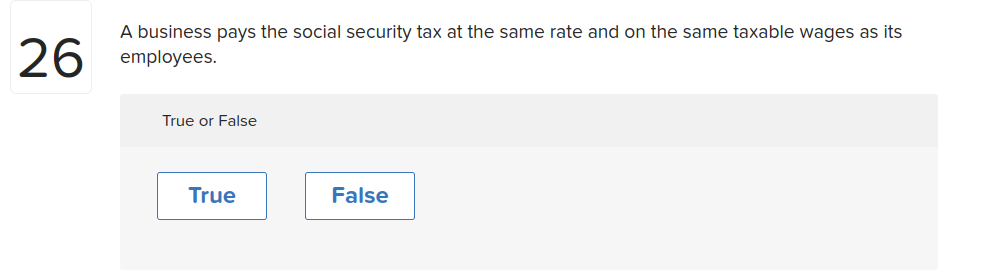 26
A business pays the social security tax at the same rate and on the same taxable wages as its
employees.
True or False
True
False